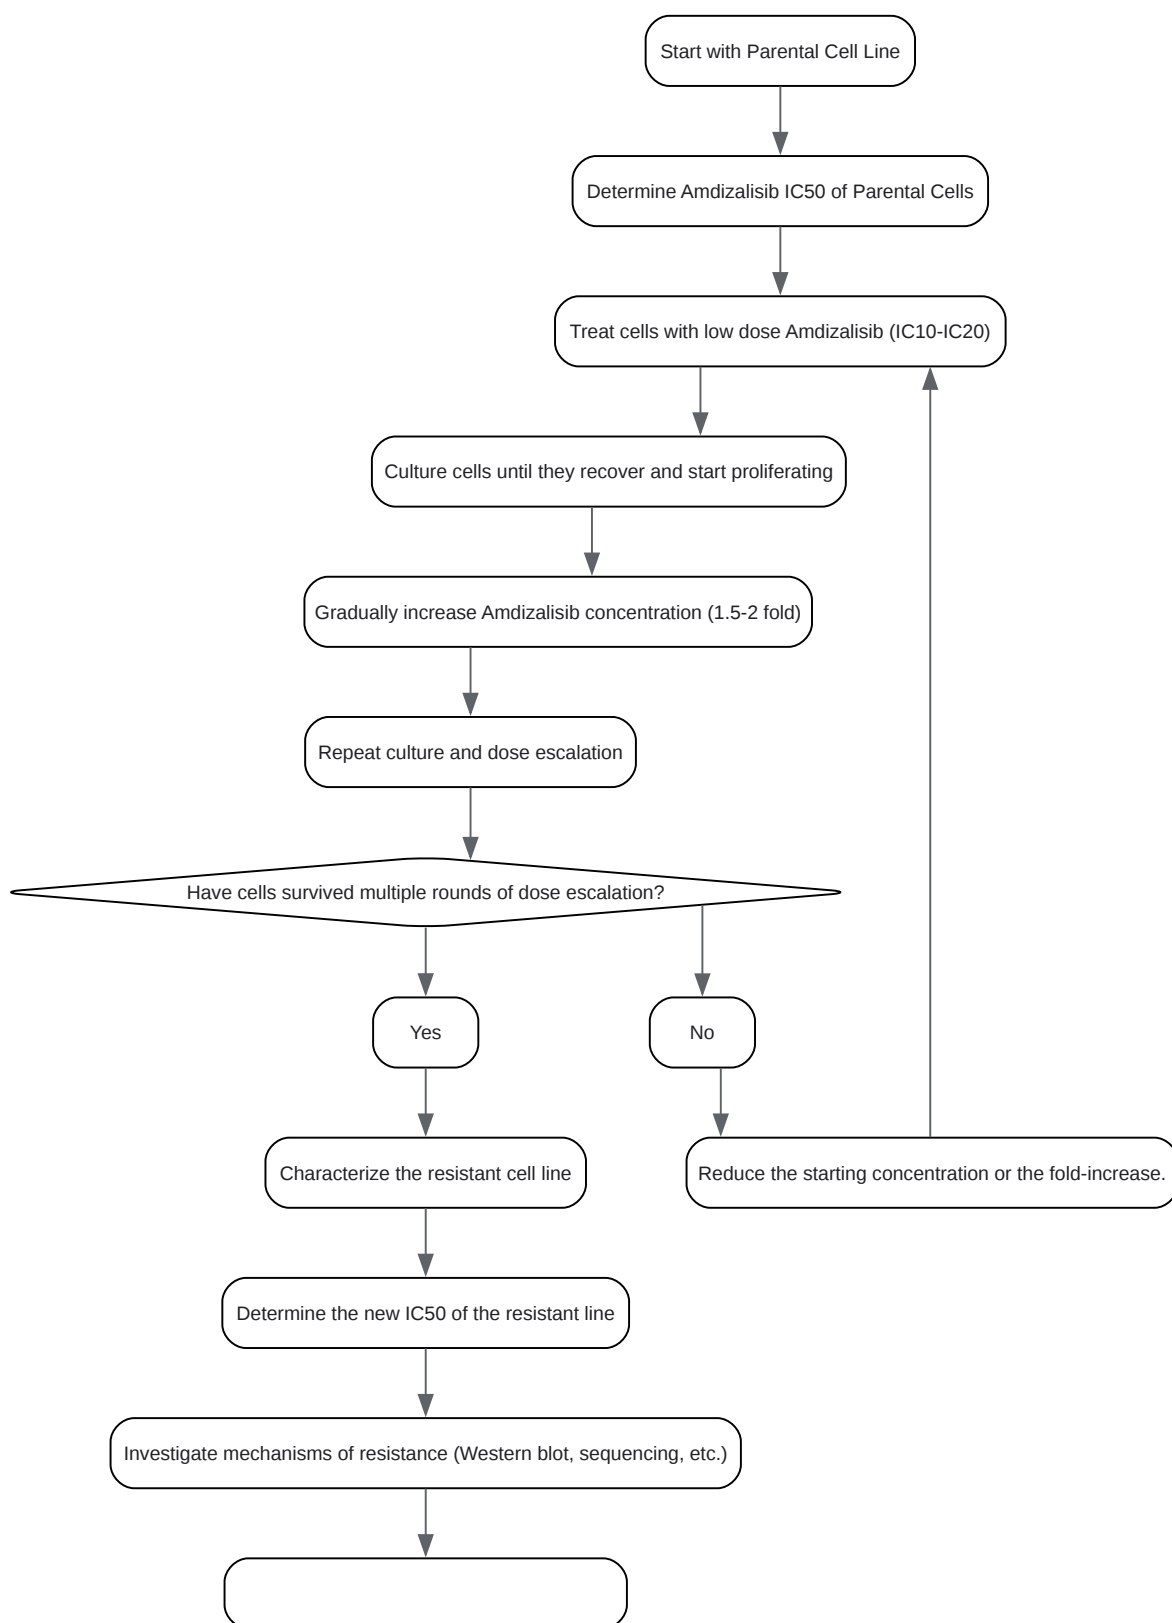 Start with Parental Cell Line
Determine Amdizalisib IC50 of Parental Cells
Treat cells with low dose Amdizalisib (IC10-IC20)
Culture cells until they recover and start proliferating
Gradually increase Amdizalisib concentration (1.5-2 fold)
Repeat culture and dose escalation
Have cells survived multiple rounds of dose escalation?
Yes
No
Characterize the resistant cell line
Reduce the starting concentration or the fold-increase.
Determine the new IC50 of the resistant line
Investigate mechanisms of resistance (Western blot, sequencing, etc.)